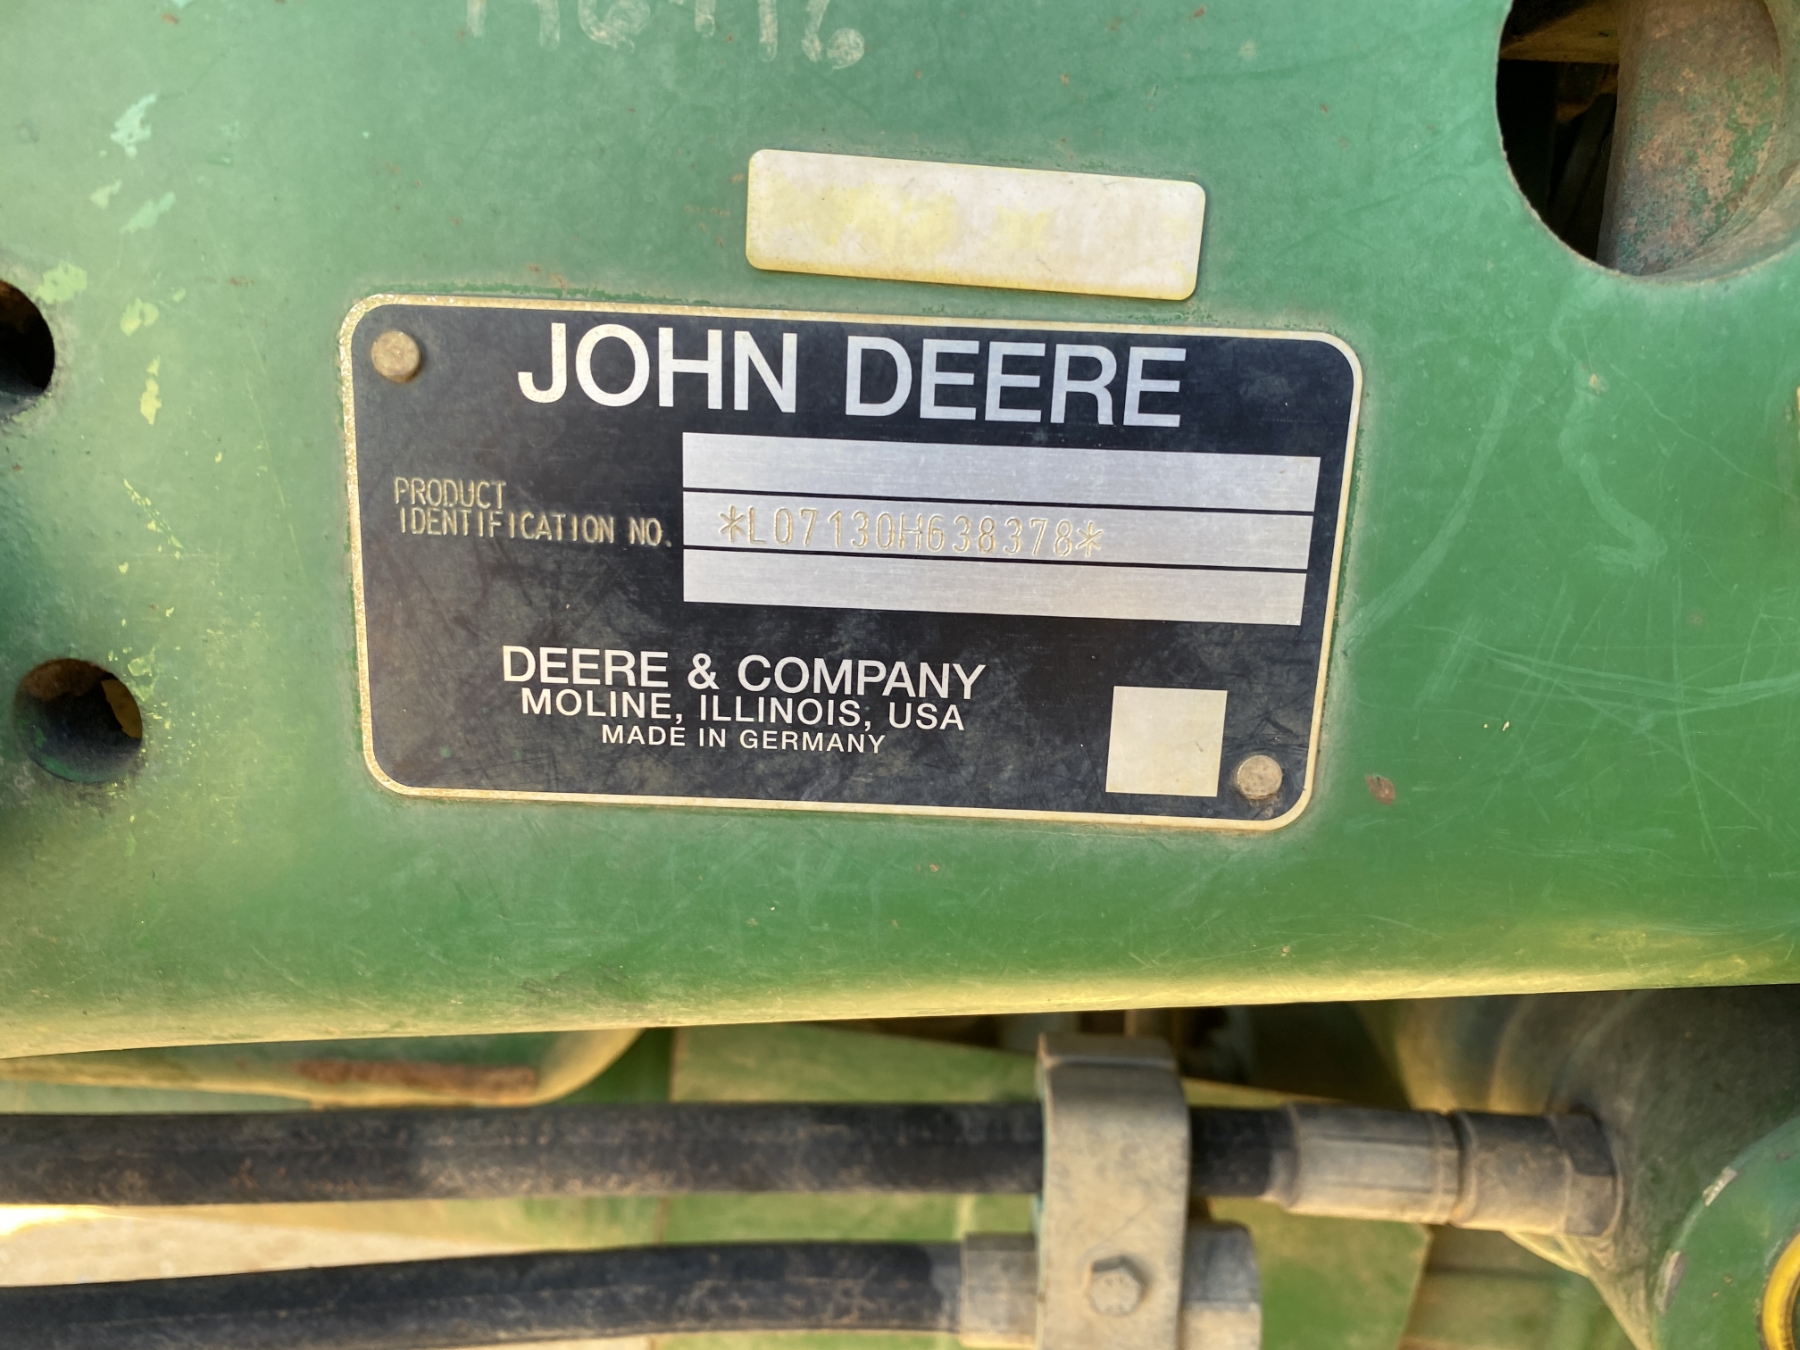 JOHN DEERE
PRODUCT
IDENTIFICATION NO.
*L07130H638378*
DEERE & COMPANY
MOLINE, ILLINOIS, USA
MADE IN GERMANY